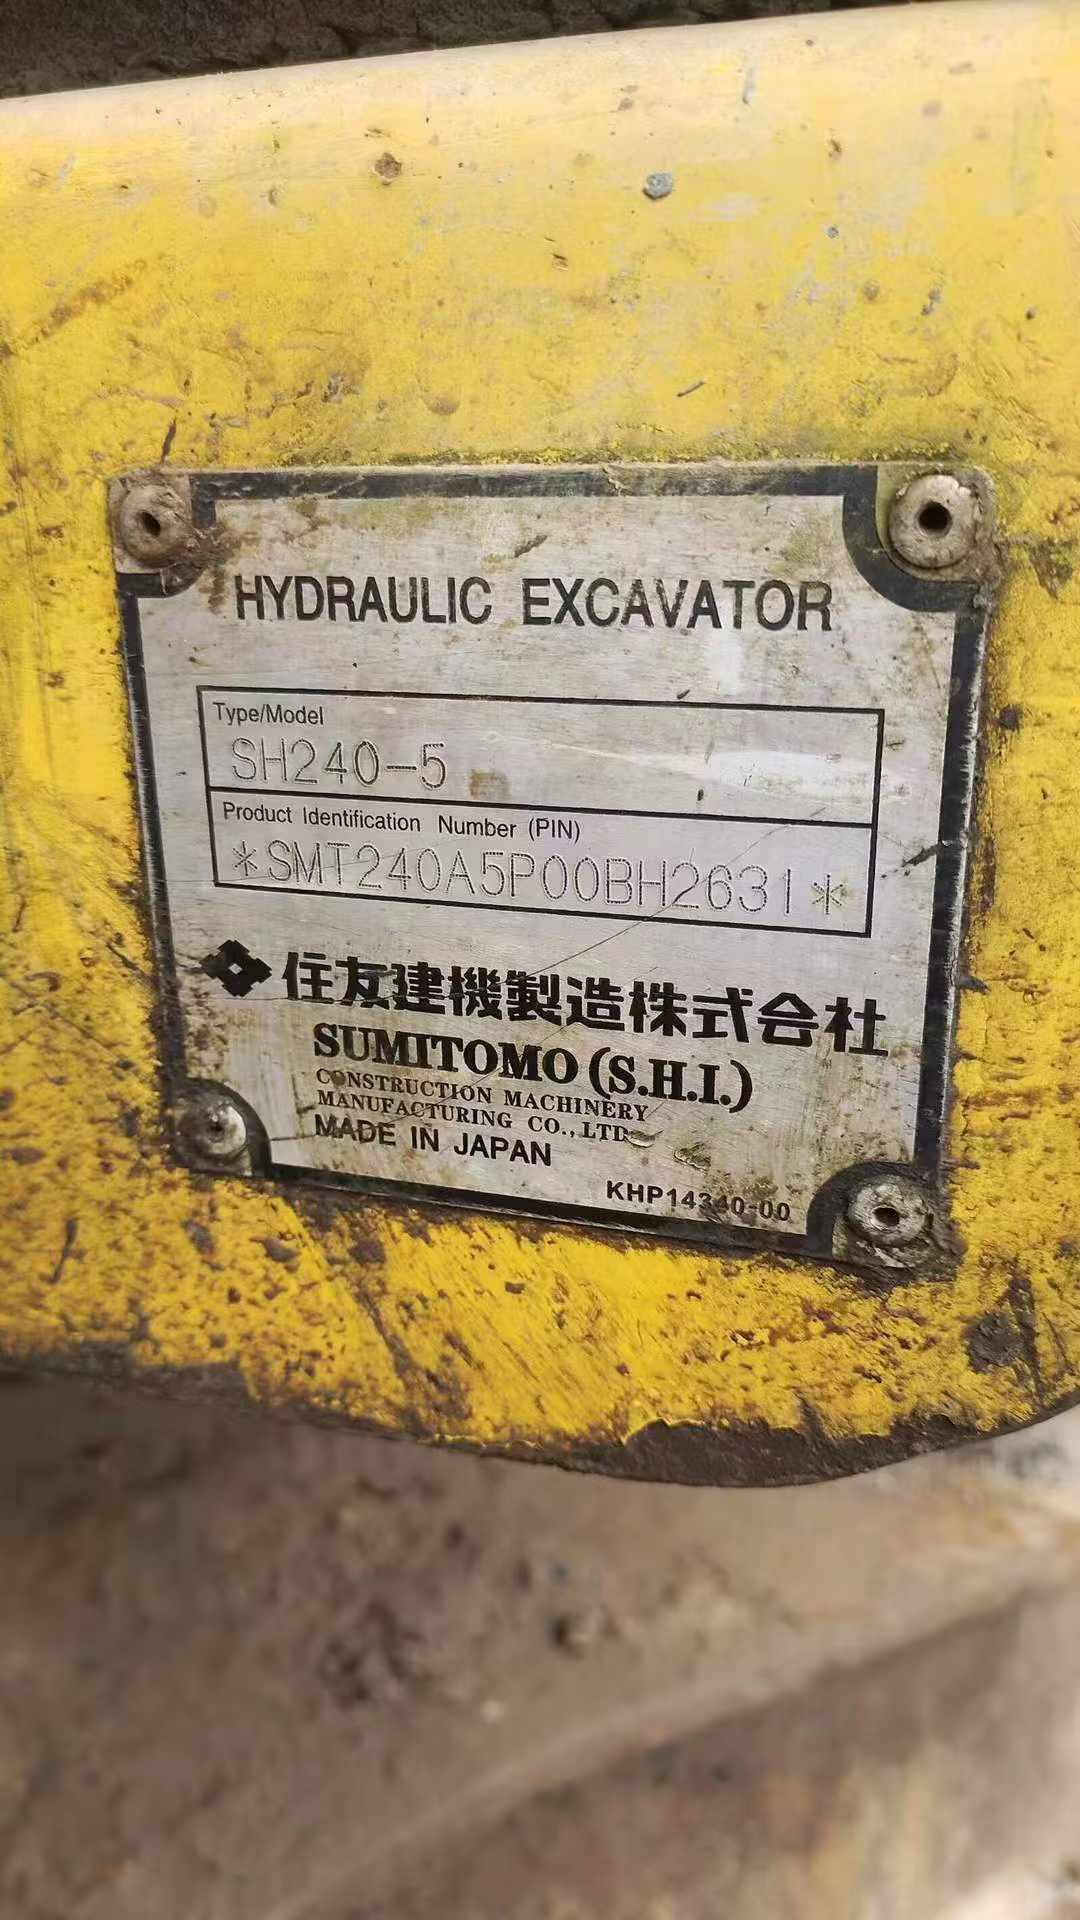 HYDRAULIC EXCAVATOR
Type/Model
SH240-5
Product Identification Number (PIN)
*SMT240A5P00BH2631*
住友建機製造株式会社
SUMITOMO (S.H.I.)
CONSTRUCTION MACHINERY
MANUFACTURING CO., LTD.
MADE IN JAPAN
KHP14340-00